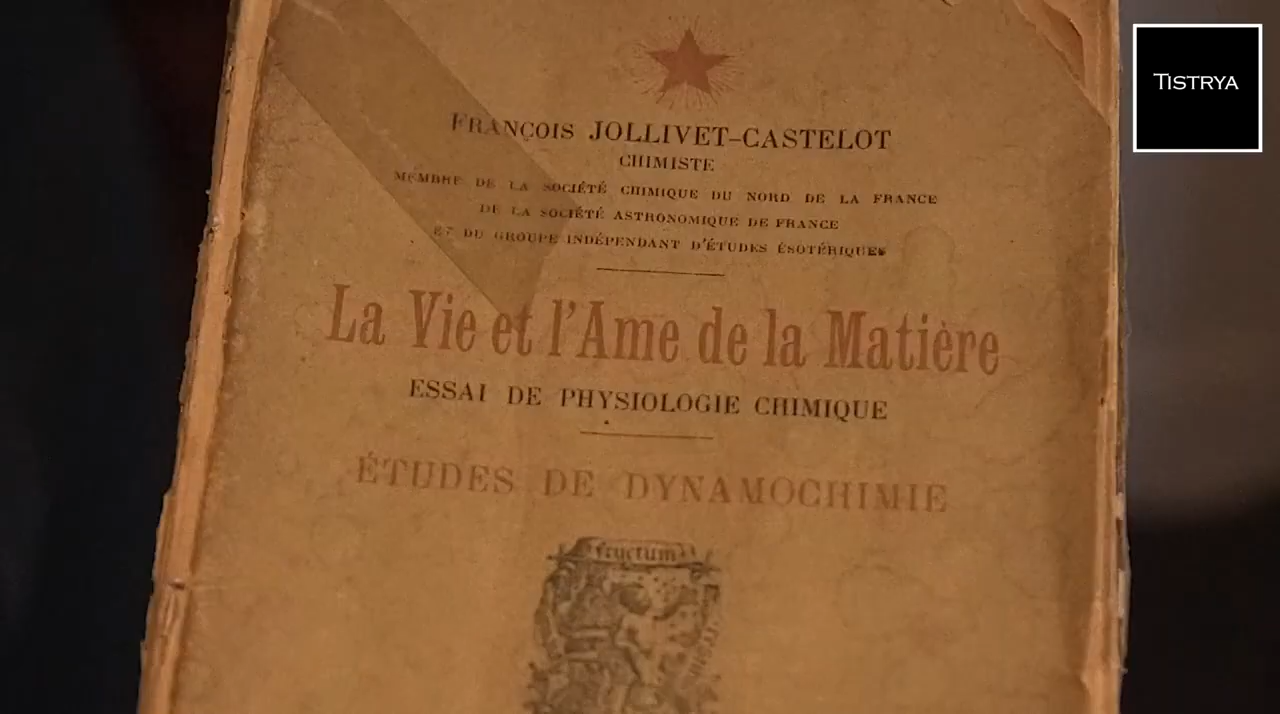 FRANÇOIS JOLLIVET-CASTELOT
CHIMISTE
MEMBRE DE LA SOCIÉTÉ CHIMIQUE DU NORD DE LA FRANCE
DE LA SOCIÉTÉ ASTRONOMIQUE DE FRANCE
ET DU GROUPE INDÉPENDANT D'ÉTUDES ÉSOTÉRIQUES
La Vie et l'Ame de la Matière
ESSAI DE PHYSIOLOGIE CHIMIQUE
ÉTUDES DE DYNAMOCHIMIE
fructum
TISTRYA